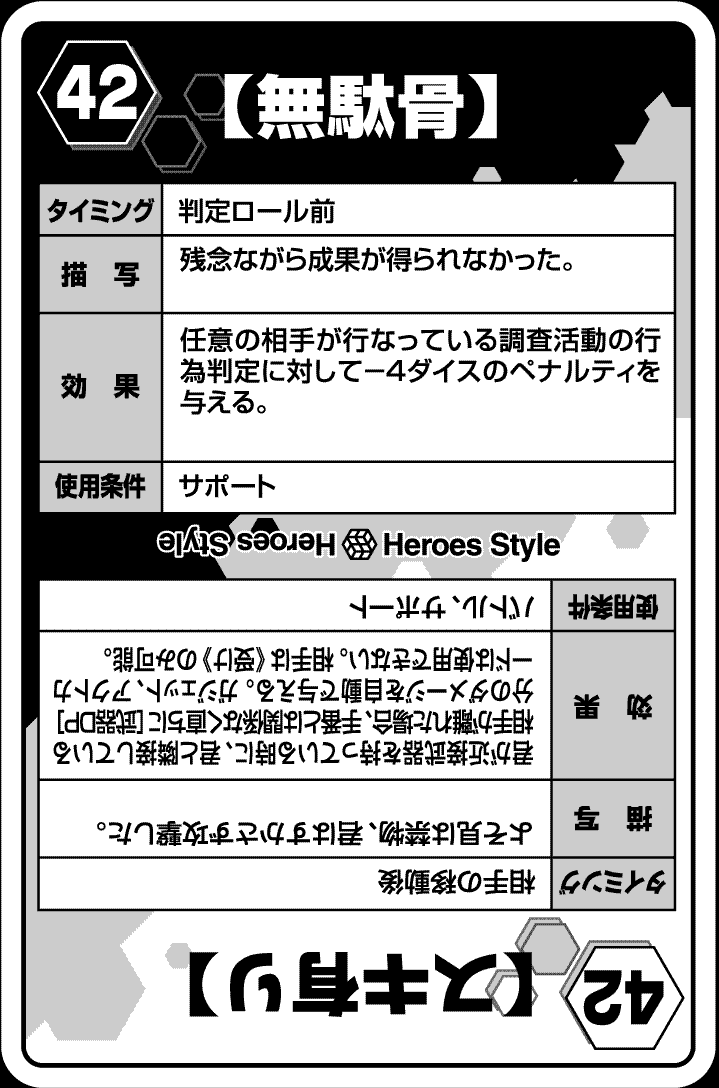 42
【無駄骨】
タイミング 判定ロール前
描 写 残念ながら成果が得られなかった。
効 果 任意の相手が行なっている調査活動の行
為判定に対して−4ダイスのペナルティを
与える。
使用条件 サポート
Heroes Style
Heroes Style
42
【スキ有り】
タイミング 相手の移動後
描 写 よそ見は禁物、君はすかさず攻撃した。
効 果 君が近接武器を持っている時に、君と隣接している
相手が離れた場合、手番とは関係なく直ちに[武器DP]
分のダメージを自動で与える。ガジェット、アクトカ
ードは使用できない。相手は《受け》のみ可能。
使用条件 バトル、サポート